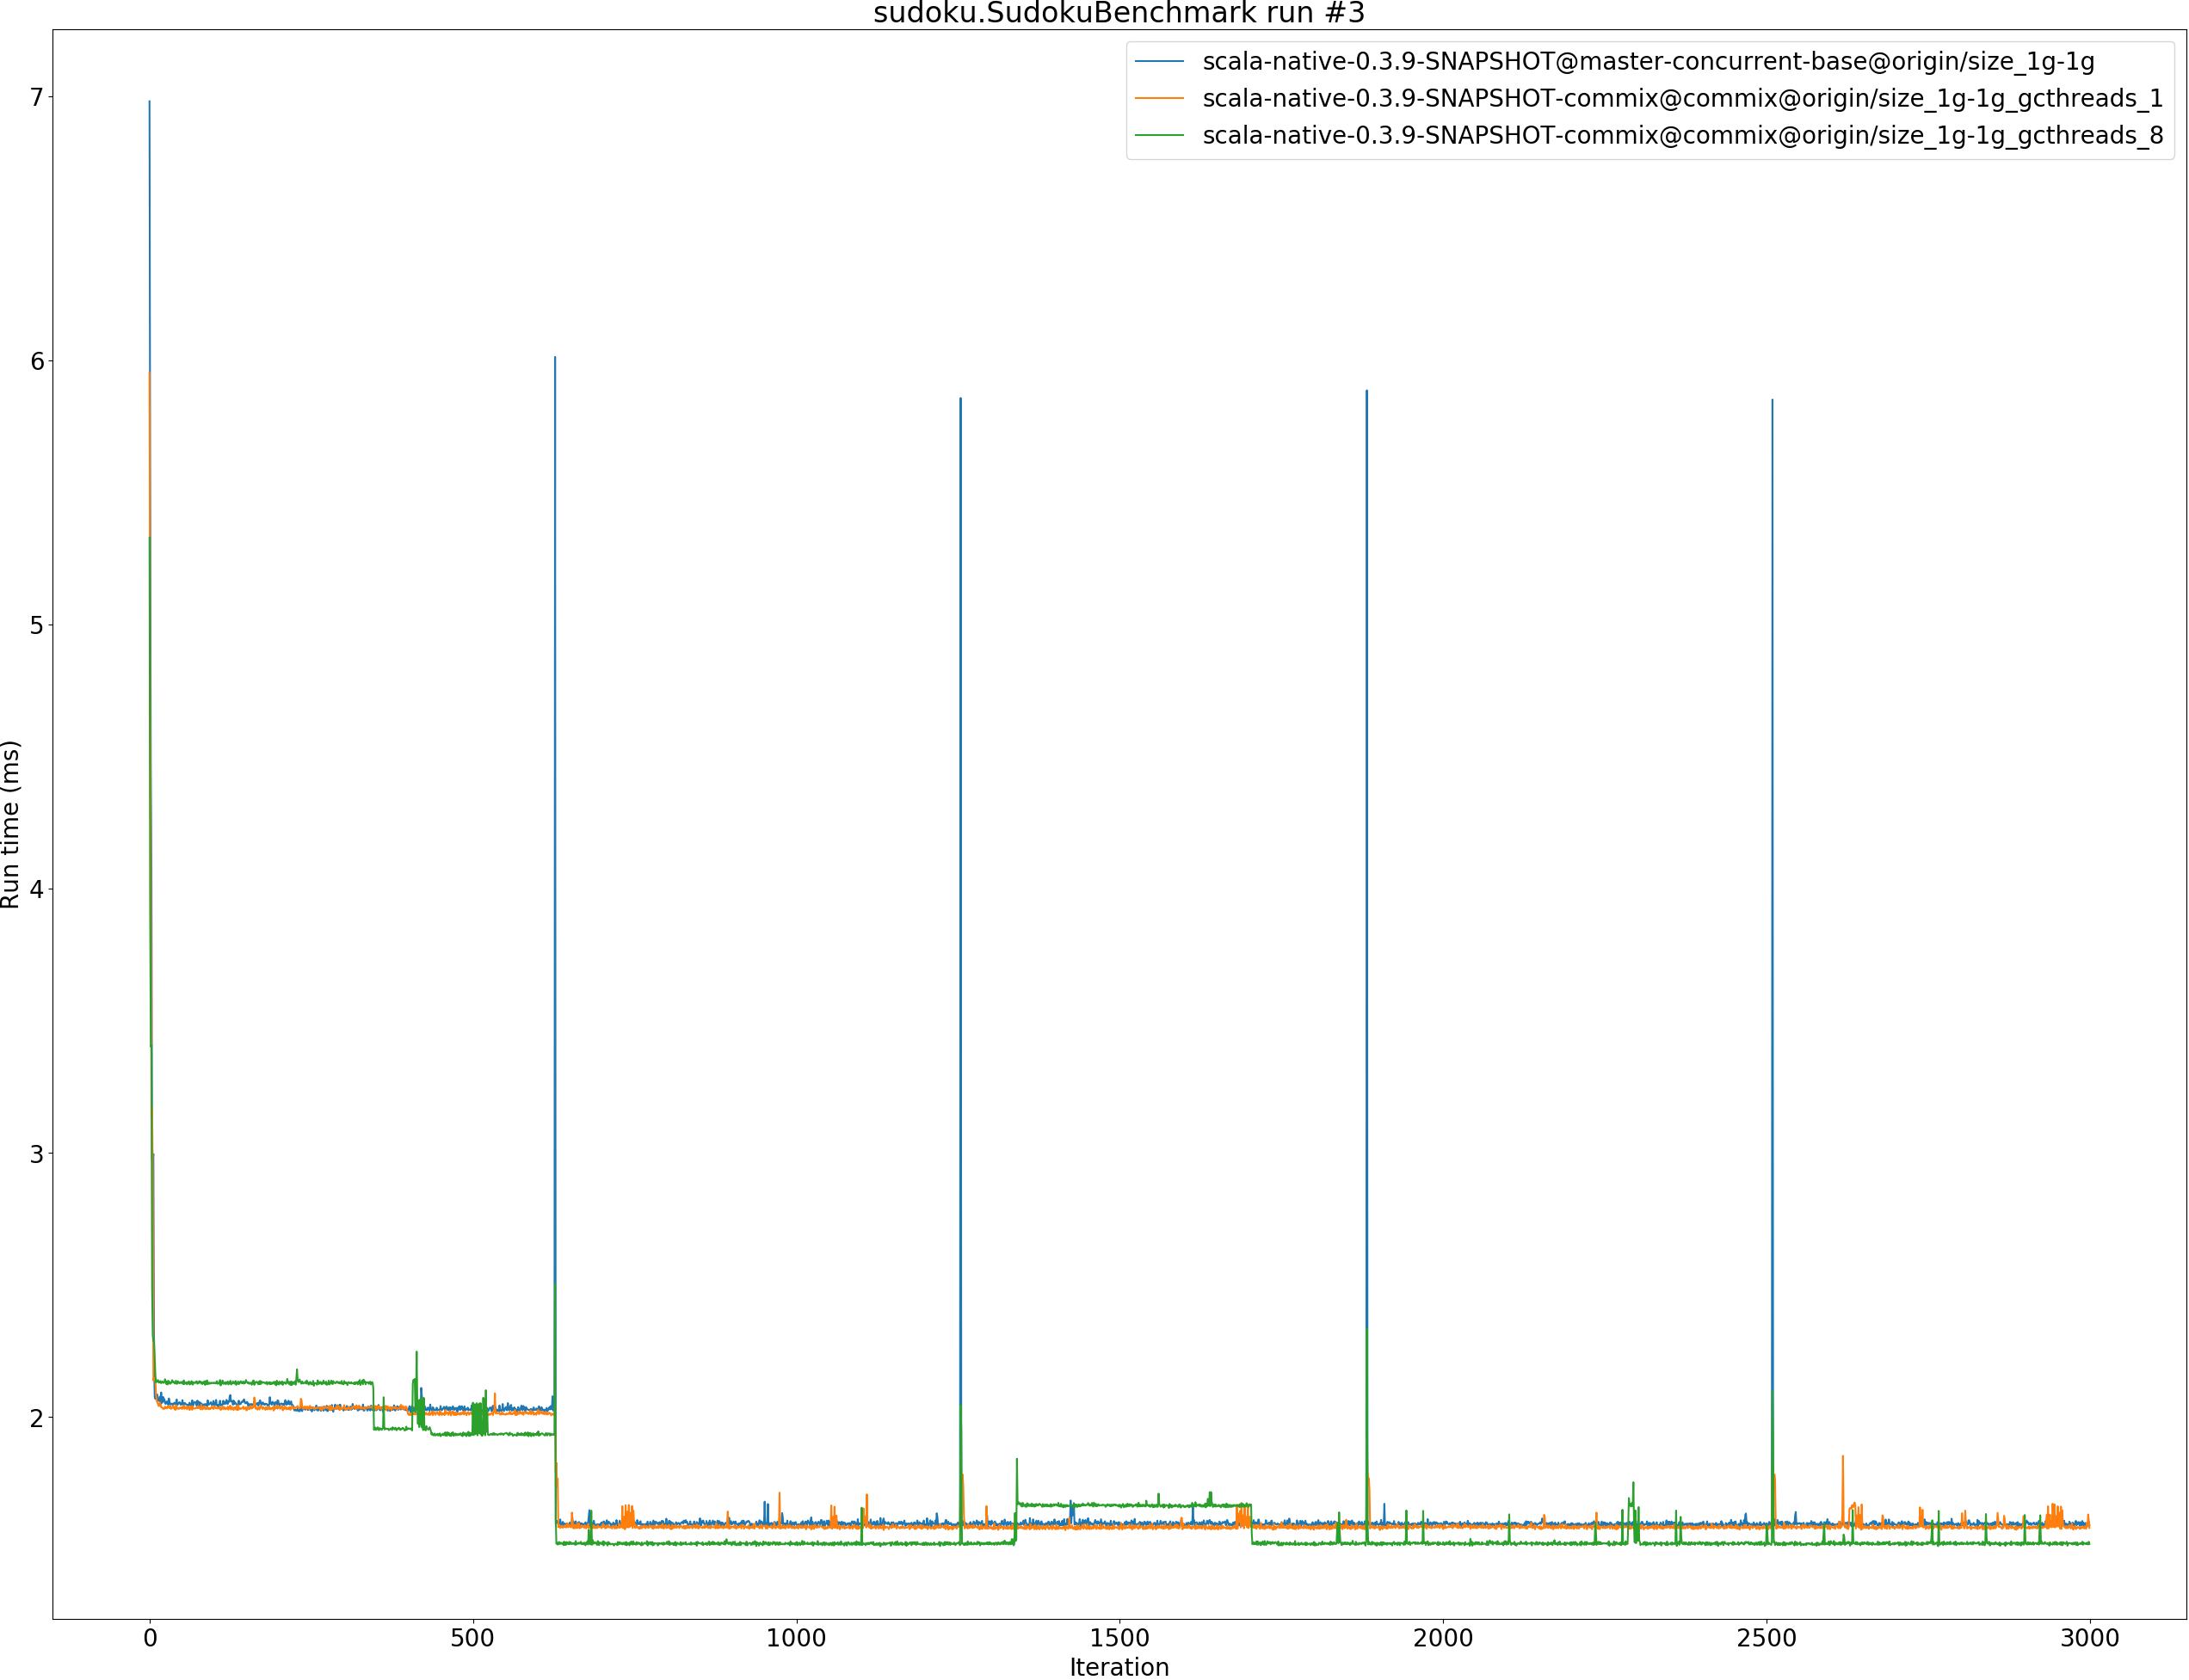 sudoku.SudokuBenchmark run #3
scala-native-0.3.9-SNAPSHOT@master-concurrent-base@origin/size_1g-1g
scala-native-0.3.9-SNAPSHOT-commix@commix@origin/size_1g-1g_gcthreads_1
scala-native-0.3.9-SNAPSHOT-commix@commix@origin/size_1g-1g_gcthreads_8
7
6
5
4
3
2
Run time (ms)
0 500 1000 1500 2000 2500 3000
Iteration